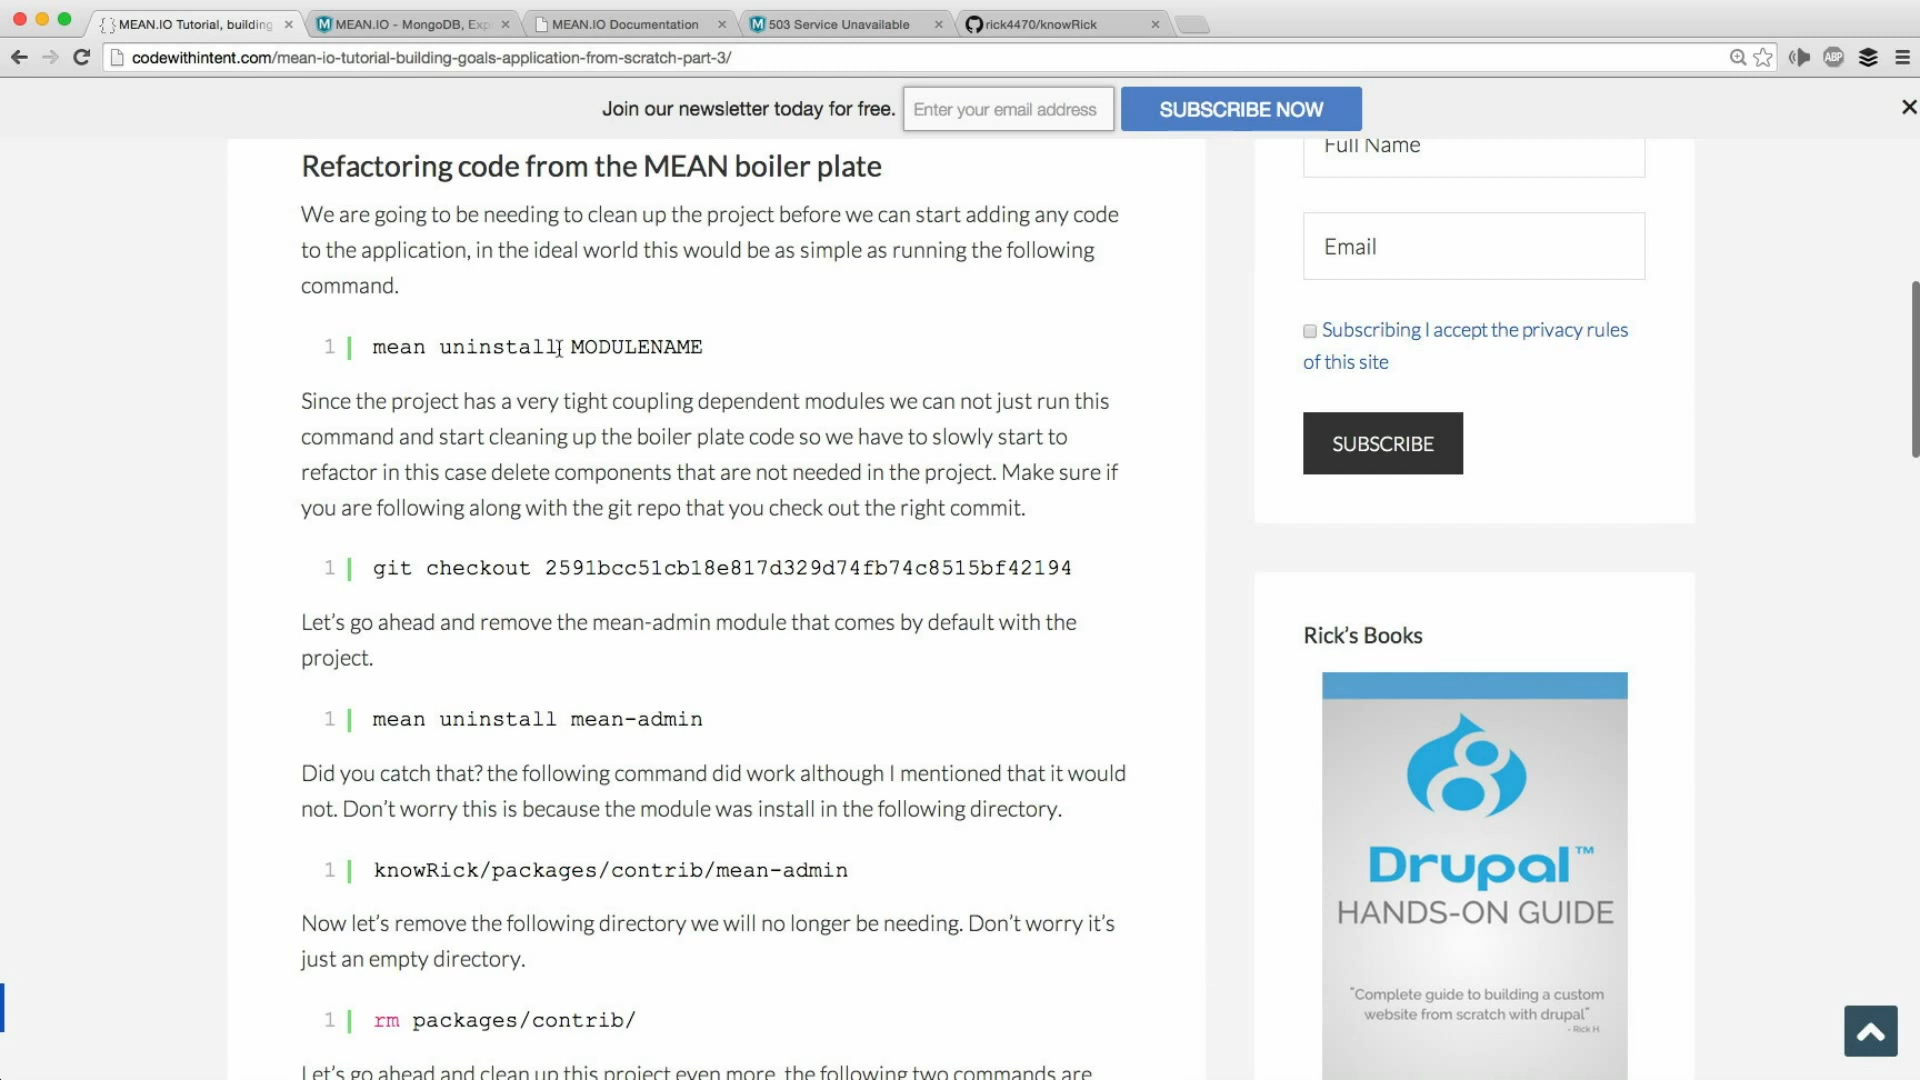 { } MEAN.IO Tutorial, building
MEAN.IO - MongoDB, Exp
MEAN.IO Documentation
503 Service Unavailable
rick4470/knowRick
codewithintent.com/mean-io-tutorial-building-goals-application-from-scratch-part-3/
ABP
Join our newsletter today for free.
Enter your email address
SUBSCRIBE NOW
Refactoring code from the MEAN boiler plate
We are going to be needing to clean up the project before we can start adding any code
to the application, in the ideal world this would be as simple as running the following
command.
1 mean uninstall MODULENAME
Since the project has a very tight coupling dependent modules we can not just run this
command and start cleaning up the boiler plate code so we have to slowly start to
refactor in this case delete components that are not needed in the project. Make sure if
you are following along with the git repo that you check out the right commit.
1 git checkout 2591bcc51cb18e817d329d74fb74c8515bf42194
Let's go ahead and remove the mean-admin module that comes by default with the
project.
1 mean uninstall mean-admin
Did you catch that? the following command did work although I mentioned that it would
not. Don't worry this is because the module was install in the following directory.
1 knowRick/packages/contrib/mean-admin
Now let's remove the following directory we will no longer be needing. Don't worry it's
just an empty directory.
1 rm packages/contrib/
Let's go ahead and clean up this project even more, the following two commands are
Full Name
Email
Subscribing I accept the privacy rules
of this site
SUBSCRIBE
Rick's Books
Drupal™
HANDS-ON GUIDE
"Complete guide to building a custom
website from scratch with drupal"
- Rick H